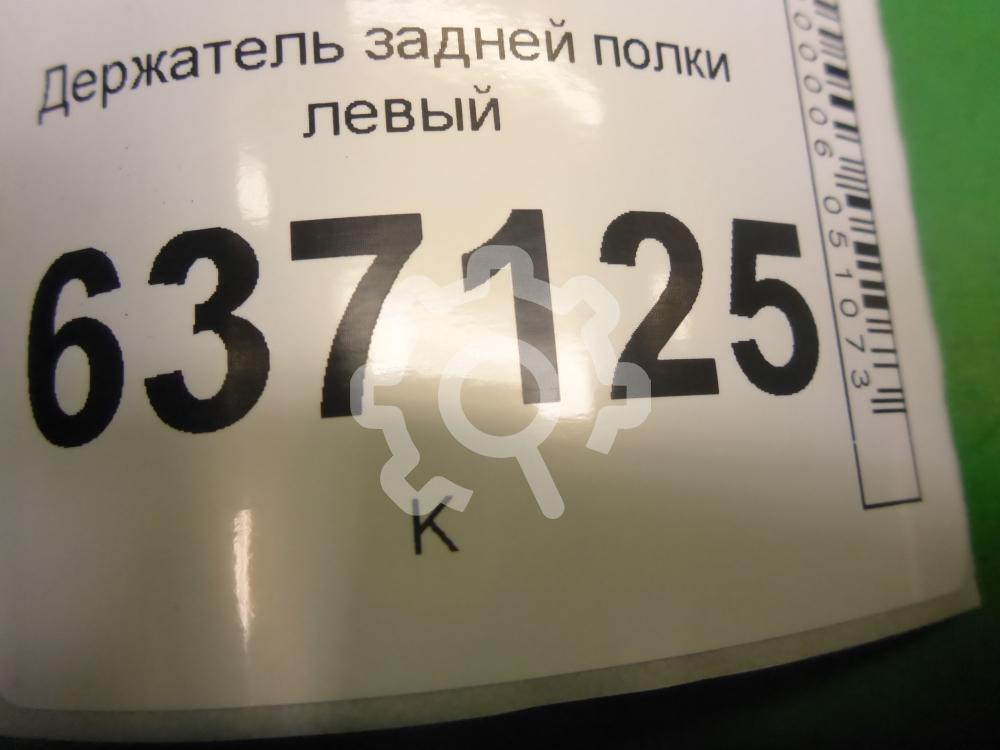 Держатель задней полки
левый
637125
К